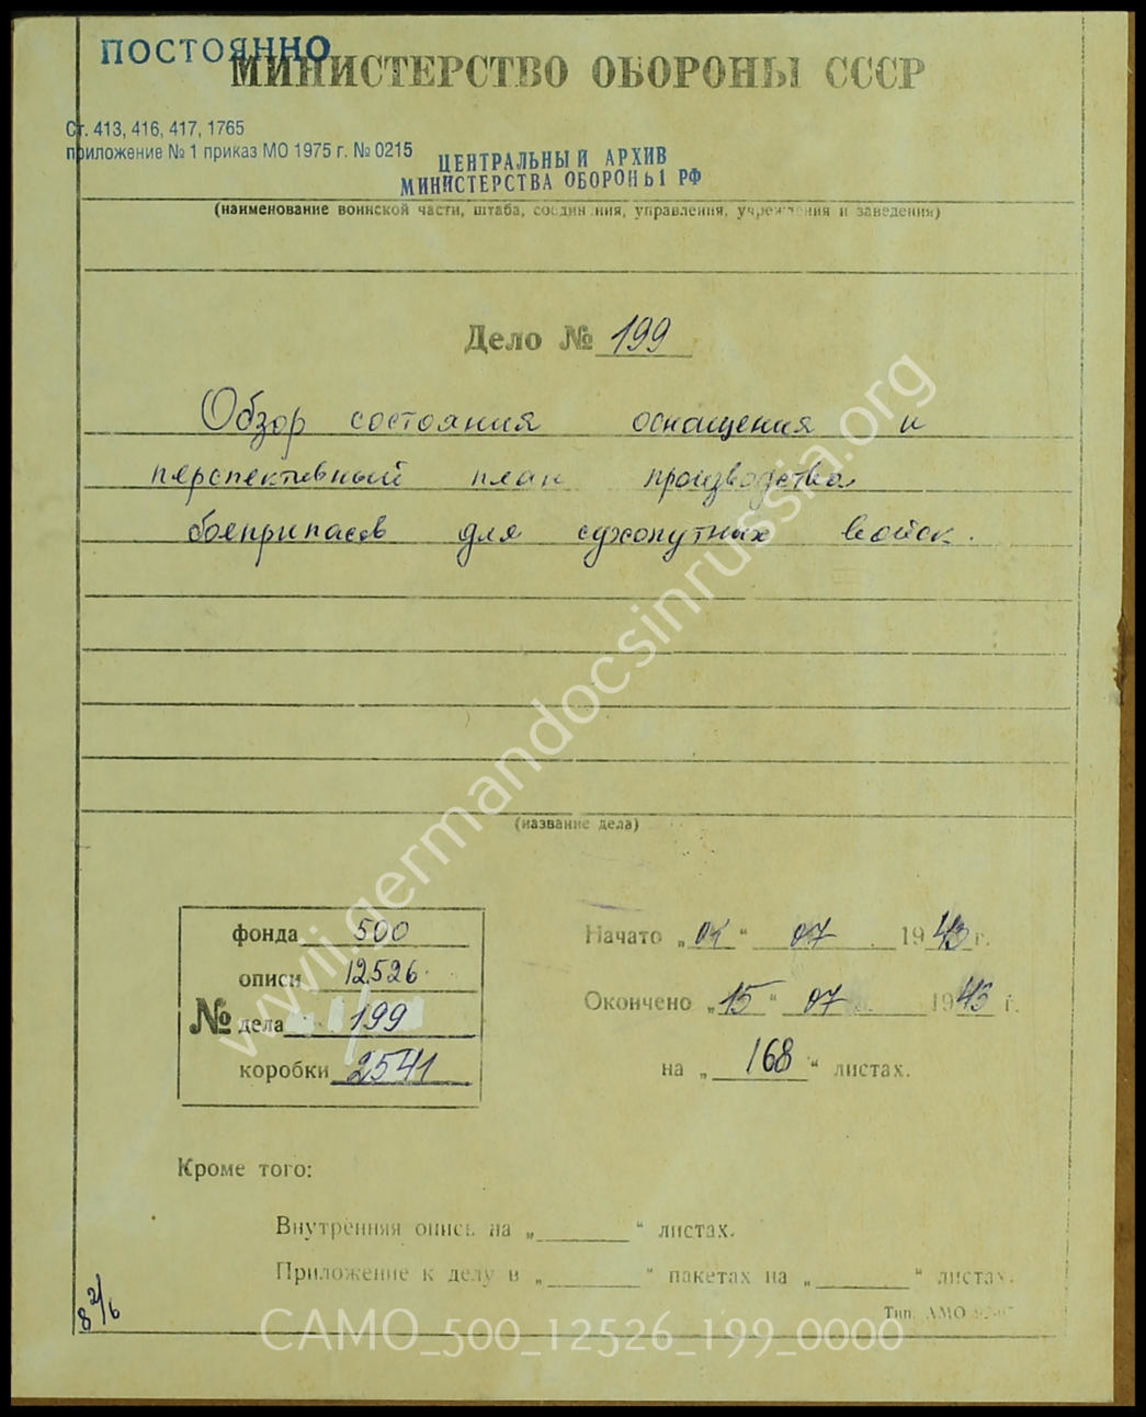 ПОСТОЯННО
МИНИСТЕРСТВО ОБОРОНЫ СССР
Ст. 413, 416, 417, 1765
приложение № 1 приказ МО 1975 г. № 0215
ЦЕНТРАЛЬНЫЙ АРХИВ
МИНИСТЕРСТВА ОБОРОНЫ РФ
(наименование воинской части, штаба, соединения, управления, учреждения и заведения)
Дело № 199
Обзор состояния оснащения и
перспективный план производства
боеприпасов для сухопутных войск.
(название дела)
фонда 500
описи 12526
№ дела 199
коробки 2541
Начато „ " 07 1943 г.
Окончено „15" 07 1943 г.
на „168" листах.
Кроме того:
Внутренняя опись на „ " листах.
Приложение к делу в „ " пакетах на „ " листах.
Тип. АМО
wwii.germandocsinrussia.org
CAMO_500_12526_199_0000